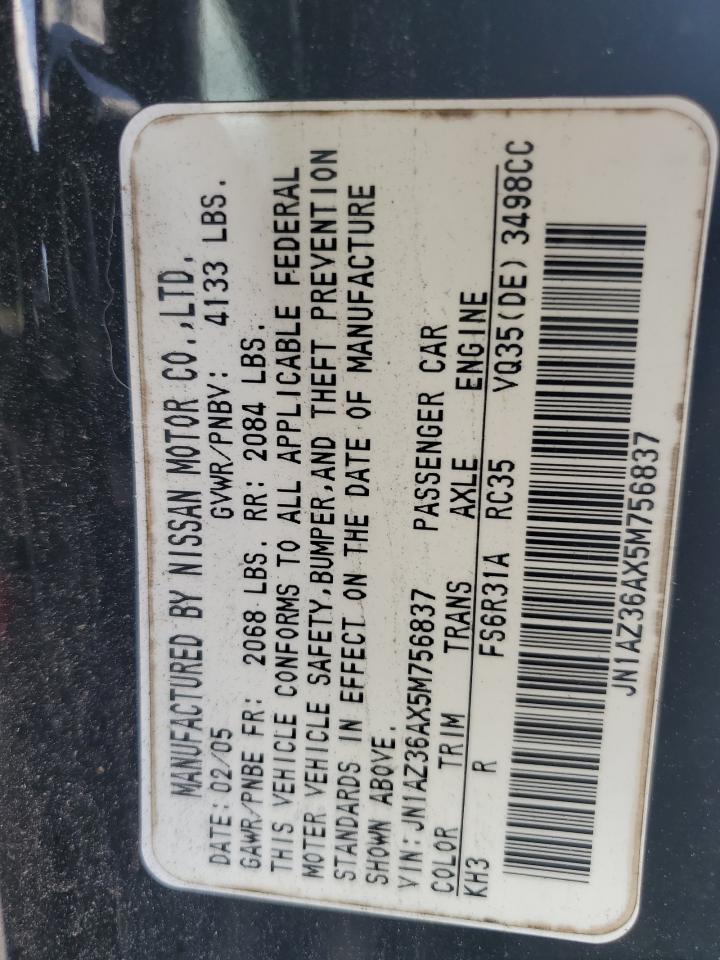 MANUFACTURED BY NISSAN MOTOR CO.,LTD.
DATE: 02/05 GVWR/PNBV: 4133 LBS.
GAWR/PNBE FR: 2068 LBS. RR: 2084 LBS.
THIS VEHICLE CONFORMS TO ALL APPLICABLE FEDERAL
MOTER VEHICLE SAFETY,BUMPER,AND THEFT PREVENTION
STANDARDS IN EFFECT ON THE DATE OF MANUFACTURE
SHOWN ABOVE.
VIN:JN1AZ36AX5M756837 PASSENGER CAR
COLOR TRIM TRANS AXLE ENGINE
KH3 R FS6R31A RC35 VQ35(DE) 3498CC
JN1AZ36AX5M756837